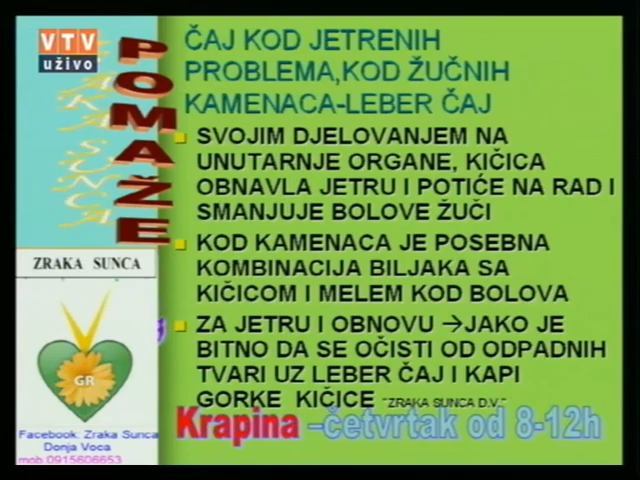 VTV
uživo
POMAŽE
ČAJ KOD JETRENIH
PROBLEMA,KOD ŽUČNIH
KAMENACA-LEBER ČAJ
SVOJIM DJELOVANJEM NA
UNUTARNJE ORGANE, KIČICA
OBNAVLA JETRU I POTIĆE NA RAD I
SMANJUJE BOLOVE ŽUČI
KOD KAMENACA JE POSEBNA
KOMBINACIJA BILJAKA SA
KIČICOM I MELEM KOD BOLOVA
ZA JETRU I OBNOVU →JAKO JE
BITNO DA SE OČISTI OD ODPADNIH
TVARI UZ LEBER ČAJ I KAPI
GORKE KIČICE "ZRAKA SUNCA D.V."
Krapina –četvrtak od 8-12h
ZRAKA SUNCA
GR
Facebook: Zraka Sunca
Donja Voca
mob:0915606653